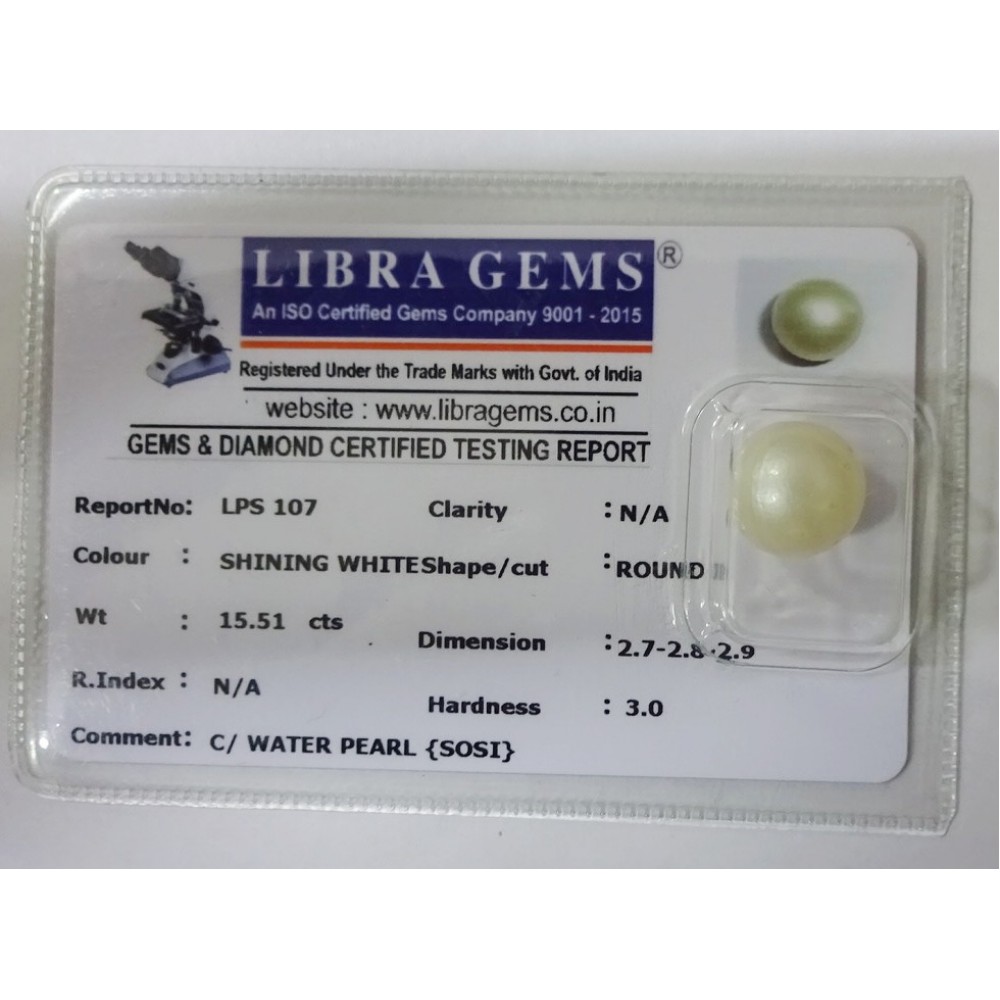 LIBRA GEMS ®
An ISO Certified Gems Company 9001 - 2015
Registered Under the Trade Marks with Govt. of India
website : www.libragems.co.in
GEMS & DIAMOND CERTIFIED TESTING REPORT
ReportNo: LPS 107 Clarity : N/A
Colour : SHINING WHITE Shape/cut : ROUND
Wt : 15.51 cts Dimension : 2.7-2.8-2.9
R.Index : N/A Hardness : 3.0
Comment: C/ WATER PEARL {SOSI}